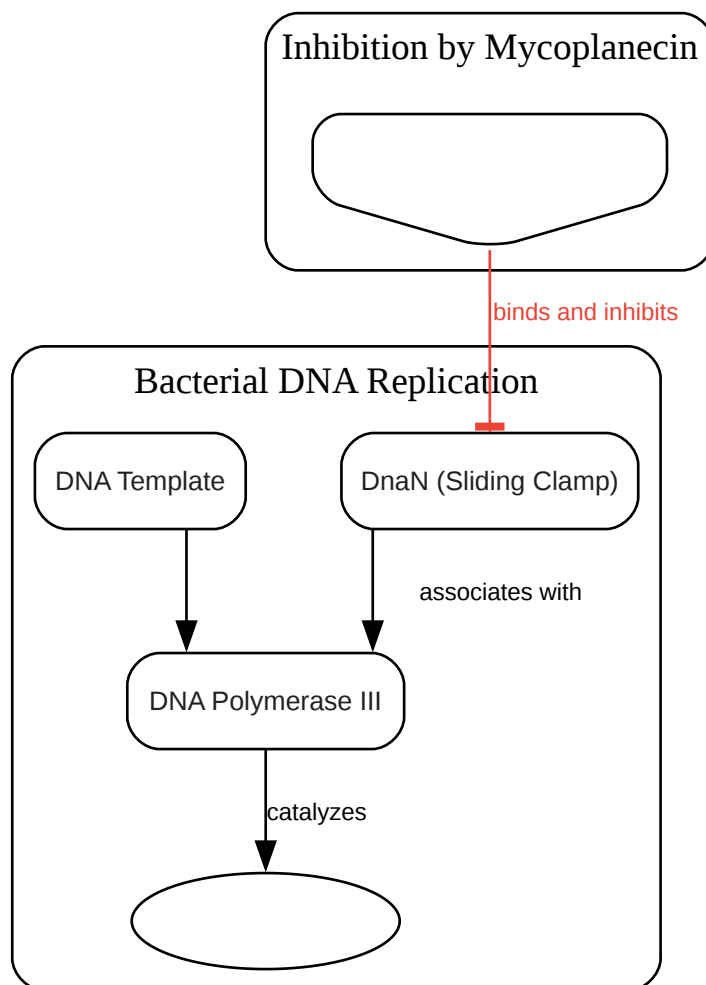 Inhibition by Mycoplanecin
binds and inhibits
Bacterial DNA Replication
DNA Template
DnaN (Sliding Clamp)
associates with
DNA Polymerase III
catalyzes